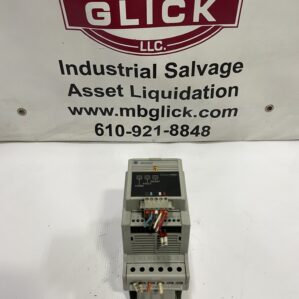 GLICK
LLC.
Industrial Salvage
Asset Liquidation
www.mbglick.com
610-921-8848